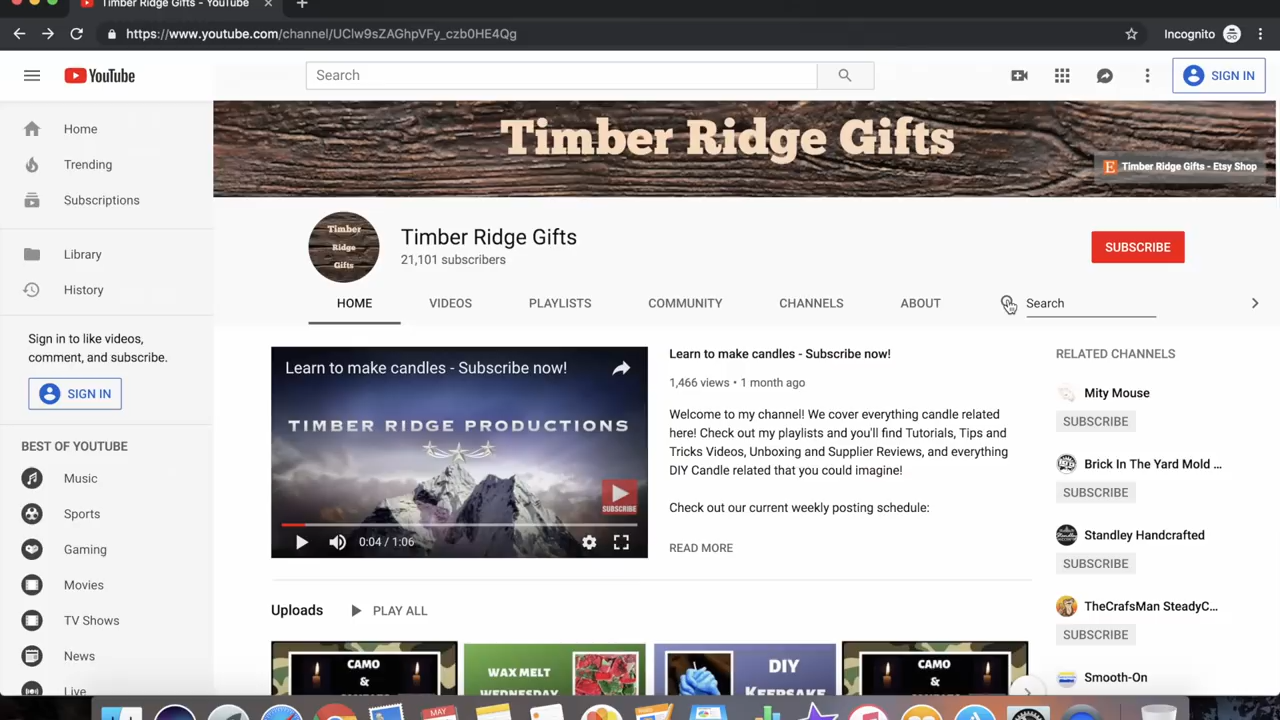 Timber Ridge Gifts - YouTube
https://www.youtube.com/channel/UClw9sZAGhpVFy_czb0HE4Qg
Incognito
YouTube
Search
SIGN IN
Home
Trending
Subscriptions
Library
History
Sign in to like videos,
comment, and subscribe.
SIGN IN
BEST OF YOUTUBE
Music
Sports
Gaming
Movies
TV Shows
News
Live
Timber Ridge Gifts
Timber Ridge Gifts - Etsy Shop
Timber
Ridge
Gifts
Timber Ridge Gifts
21,101 subscribers
SUBSCRIBE
HOME
VIDEOS
PLAYLISTS
COMMUNITY
CHANNELS
ABOUT
Search
Learn to make candles - Subscribe now!
TIMBER RIDGE PRODUCTIONS
SUBSCRIBE
0:04 / 1:06
Learn to make candles - Subscribe now!
1,466 views • 1 month ago
Welcome to my channel! We cover everything candle related
here! Check out my playlists and you'll find Tutorials, Tips and
Tricks Videos, Unboxing and Supplier Reviews, and everything
DIY Candle related that you could imagine!
Check out our current weekly posting schedule:
READ MORE
RELATED CHANNELS
Mity Mouse
SUBSCRIBE
Brick In The Yard Mold ...
SUBSCRIBE
Standley Handcrafted
SUBSCRIBE
TheCrafsMan SteadyC...
SUBSCRIBE
Smooth-On
Uploads
PLAY ALL
CAMO
&
WAX MELT
WEDNESDAY
DIY
KEEPSAKE
CAMO
&
MAY